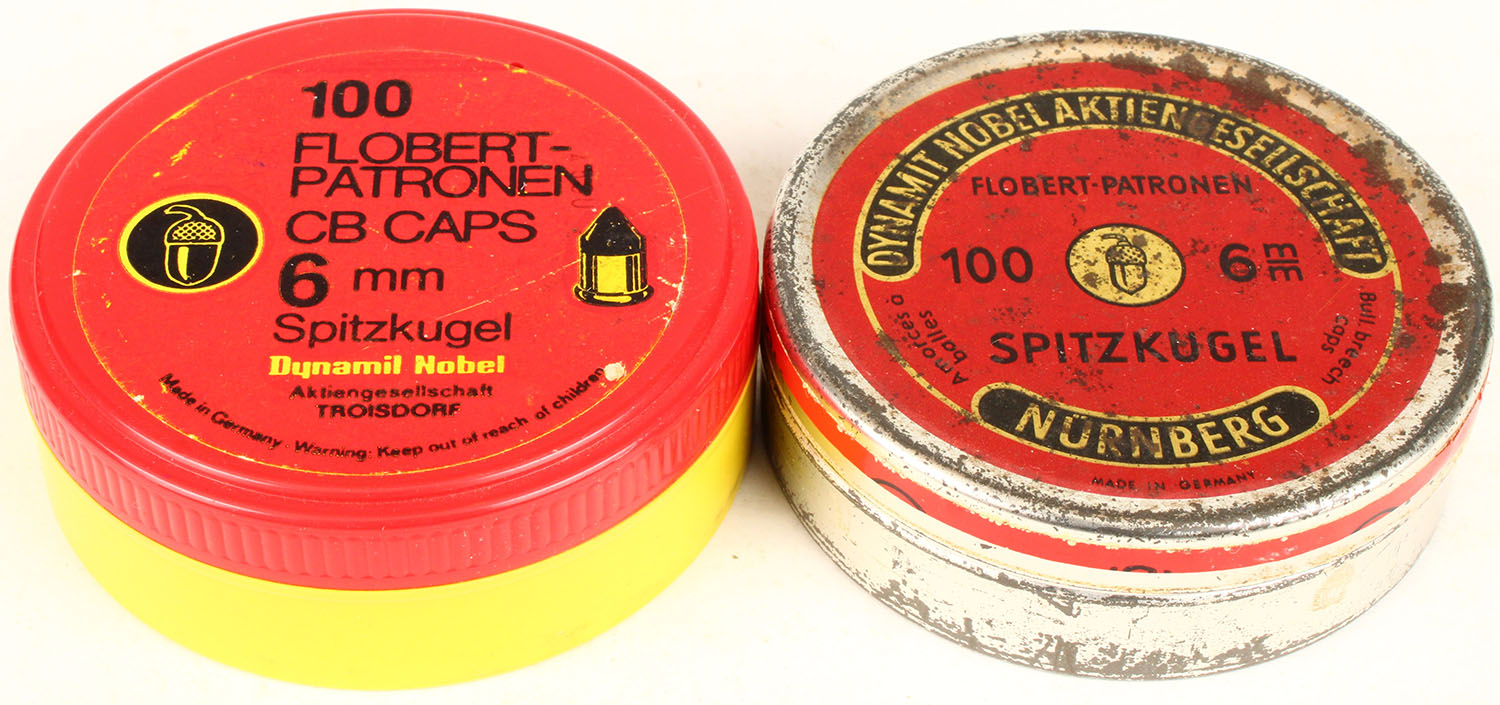 100
FLOBERT-
PATRONEN
CB CAPS
6 mm
Spitzkugel
Dynamit Nobel
Aktiengesellschaft
TROISDORF
Made in Germany · Warning: Keep out of reach of children
DYNAMIT NOBEL AKTIENGESELLSCHAFT
FLOBERT-PATRONEN
100 6 mm
Amorces à balles
Bull breech caps
SPITZKUGEL
NÜRNBERG
MADE IN GERMANY